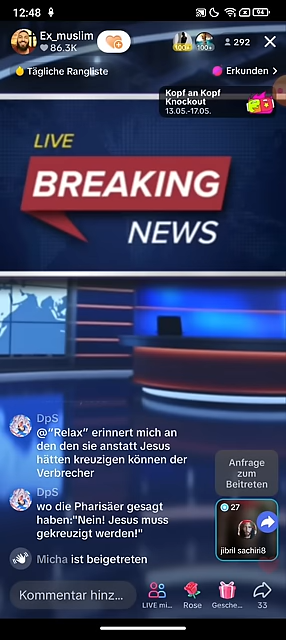 12:48
94
Ex_muslim
86.3K
100+
100+
292
Tägliche Rangliste
Erkunden
Kopf an Kopf
Knockout
13.05.-17.05.
LIVE
BREAKING
NEWS
DpS
@"Relax" erinnert mich an
den den sie anstatt Jesus
hätten kreuzigen können der
Verbrecher
Anfrage
zum
Beitreten
DpS
wo die Pharisäer gesagt
haben:"Nein! Jesus muss
gekreuzigt werden!"
27
jibril sachiri8
Micha ist beigetreten
Kommentar hinz...
LIVE mi...
Rose
Gesche...
33